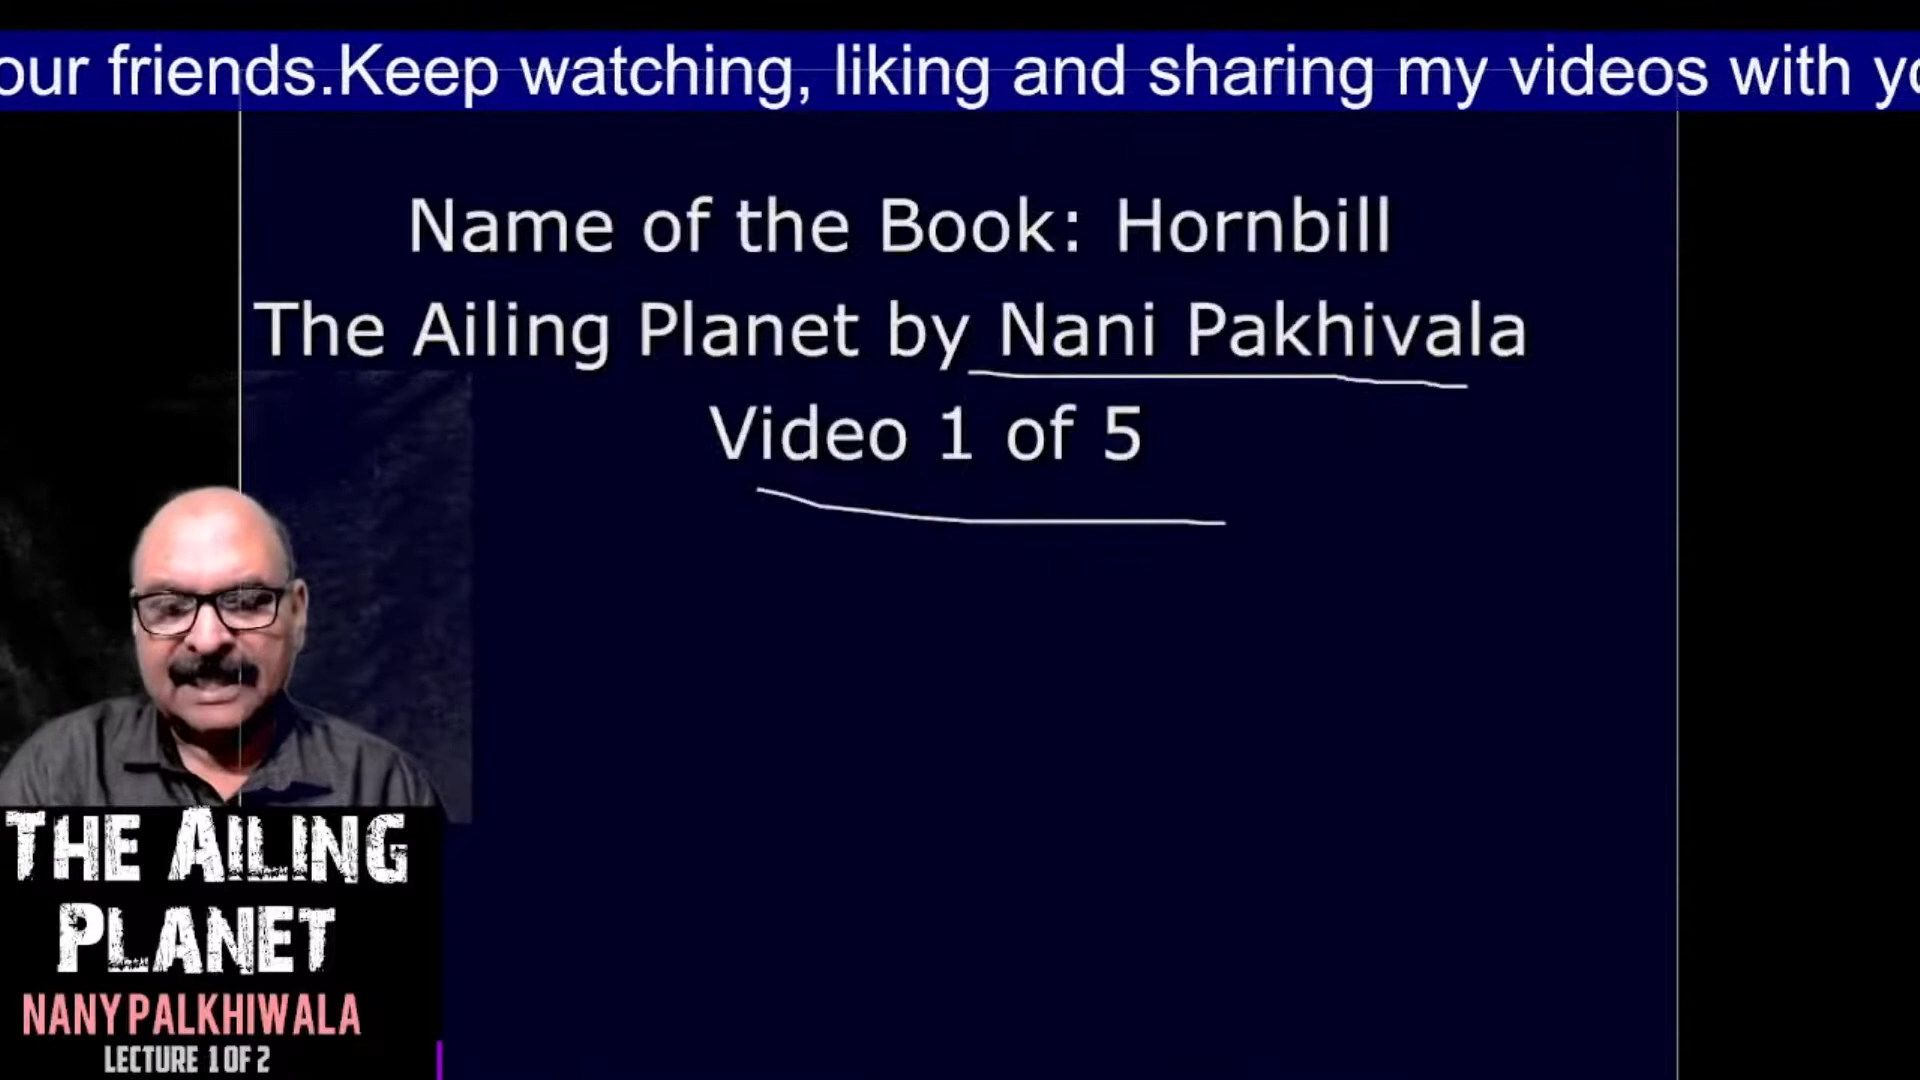 our friends.Keep watching, liking and sharing my videos with yo
Name of the Book: Hornbill
The Ailing Planet by Nani Pakhivala
Video 1 of 5
THE AILING
PLANET
NANY PALKHIWALA
LECTURE 1 OF 2